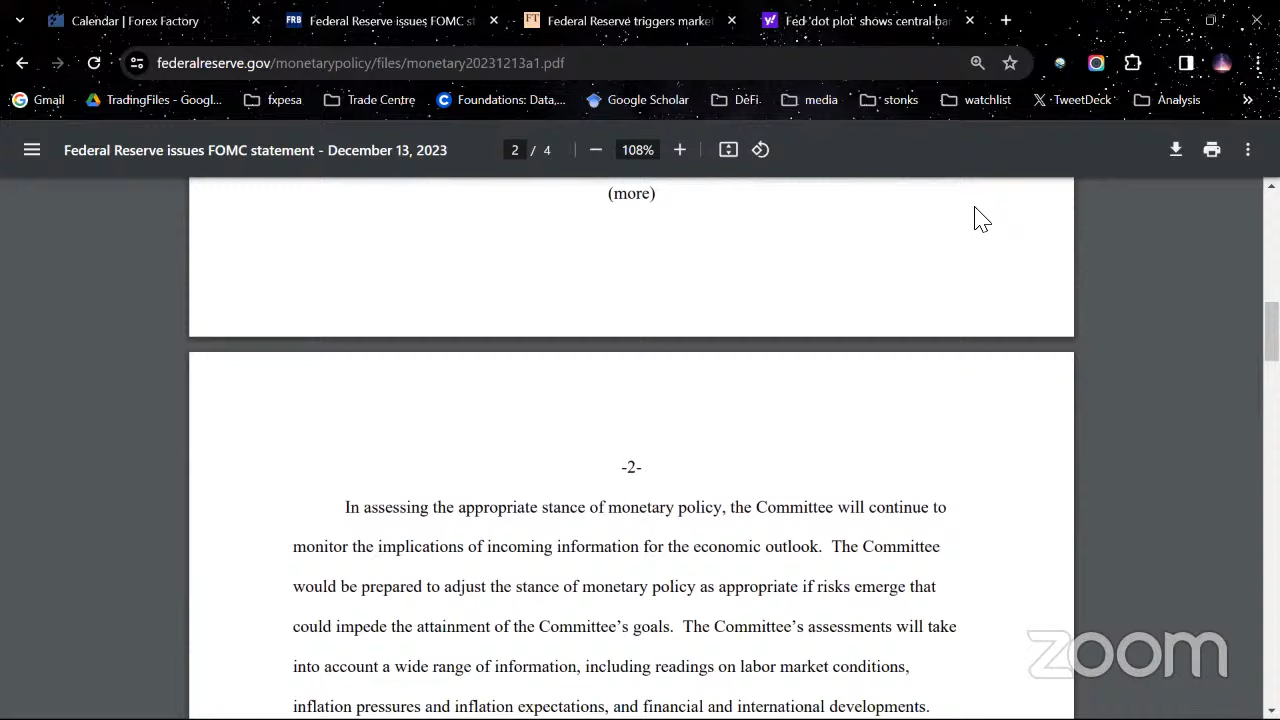 Calendar | Forex Factory
FRB
Federal Reserve issues FOMC st
FT
Federal Reserve triggers market
y!
Fed 'dot plot' shows central ban
federalreserve.gov/monetarypolicy/files/monetary20231213a1.pdf
Gmail
TradingFiles - Googl...
fxpesa
Trade Centre
Foundations: Data,...
Google Scholar
DeFi
media
stonks
watchlist
TweetDeck
Analysis
Federal Reserve issues FOMC statement - December 13, 2023
2 / 4
108%
(more)
-2-
In assessing the appropriate stance of monetary policy, the Committee will continue to
monitor the implications of incoming information for the economic outlook. The Committee
would be prepared to adjust the stance of monetary policy as appropriate if risks emerge that
could impede the attainment of the Committee's goals. The Committee's assessments will take
into account a wide range of information, including readings on labor market conditions,
inflation pressures and inflation expectations, and financial and international developments.
zoom